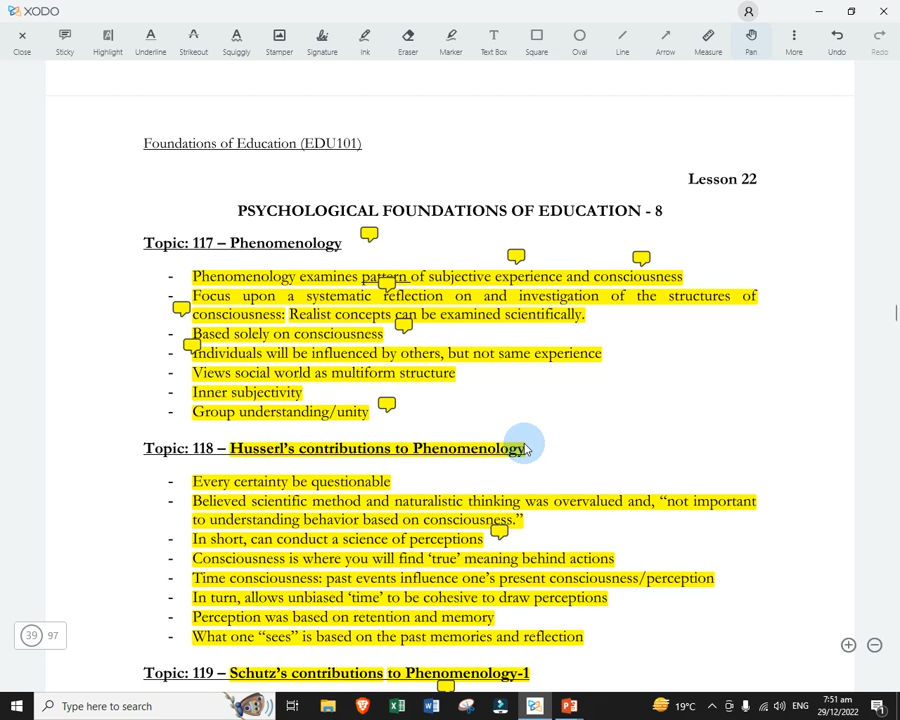 XODO
Close
Sticky
Highlight
Underline
Strikeout
Squiggly
Stamper
Signature
Ink
Eraser
Marker
Text Box
Square
Oval
Line
Arrow
Measure
Pan
More
Undo
Redo
Foundations of Education (EDU101)
Lesson 22
PSYCHOLOGICAL FOUNDATIONS OF EDUCATION - 8
Topic: 117 – Phenomenology
- Phenomenology examines pattern of subjective experience and consciousness
- Focus upon a systematic reflection on and investigation of the structures of
consciousness: Realist concepts can be examined scientifically.
- Based solely on consciousness
- Individuals will be influenced by others, but not same experience
- Views social world as multiform structure
- Inner subjectivity
- Group understanding/unity
Topic: 118 – Husserl's contributions to Phenomenology
- Every certainty be questionable
- Believed scientific method and naturalistic thinking was overvalued and, “not important
to understanding behavior based on consciousness.”
- In short, can conduct a science of perceptions
- Consciousness is where you will find ‘true’ meaning behind actions
- Time consciousness: past events influence one’s present consciousness/perception
- In turn, allows unbiased ‘time’ to be cohesive to draw perceptions
- Perception was based on retention and memory
- What one “sees” is based on the past memories and reflection
39 97
Topic: 119 – Schutz’s contributions to Phenomenology-1
Type here to search
19°C
ENG
7:51 am
29/12/2022
1